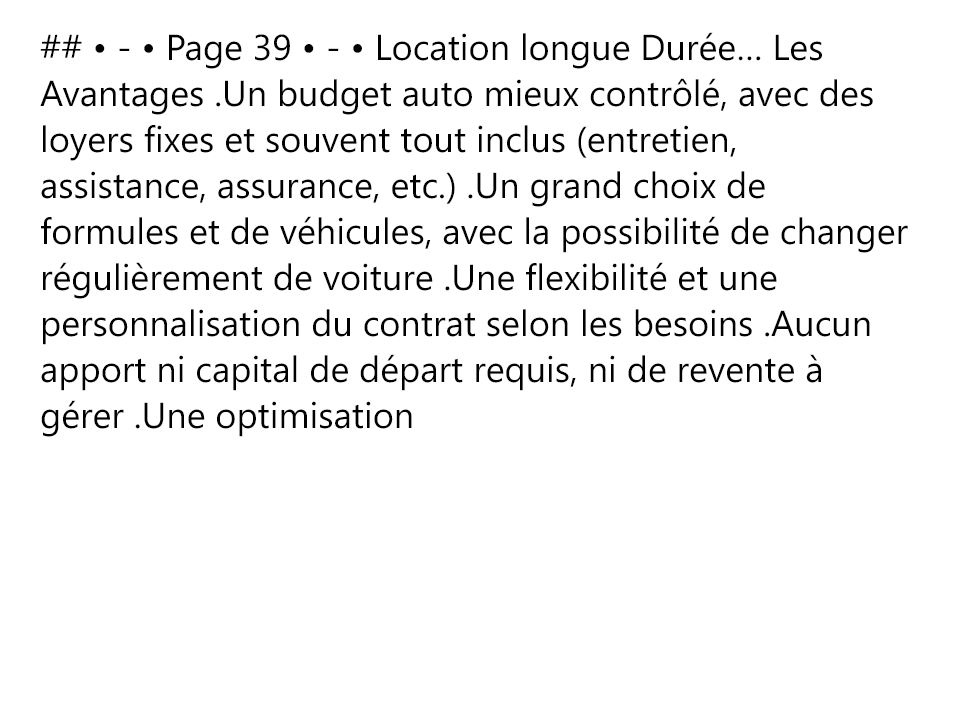 ## • - • Page 39 • - • Location longue Durée... Les
Avantages .Un budget auto mieux contrôlé, avec des
loyers fixes et souvent tout inclus (entretien,
assistance, assurance, etc.) .Un grand choix de
formules et de véhicules, avec la possibilité de changer
régulièrement de voiture .Une flexibilité et une
personnalisation du contrat selon les besoins .Aucun
apport ni capital de départ requis, ni de revente à
gérer .Une optimisation